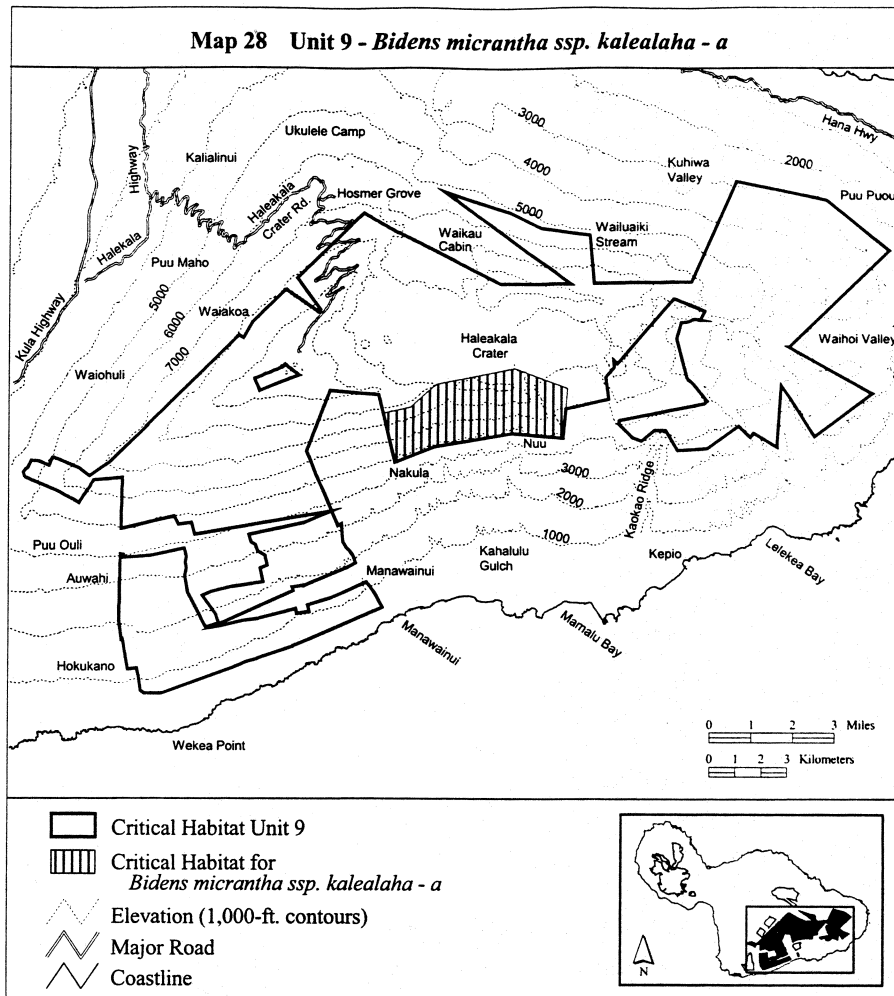 Map 28 Unit 9 - Bidens micrantha ssp. kalealaha - a
3000
Hana Hwy
Ukulele Camp
Highway
Kalialinui
4000
Kuhiwa
Valley
2000
Haleakala
Crater Rd.
Hosmer Grove
Puu Puou
5000
Waikau
Cabin
Wailuaiki
Stream
Halekala
Puu Maho
5000
6000
7000
Waiakoa
Kula Highway
Haleakala
Crater
Waihoi Valley
Waiohuli
Nuu
Nakula
3000
2000
1000
Kaokao Ridge
Puu Ouli
Auwahi
Manawainui
Kahalulu
Gulch
Kepio
Lelekea Bay
Hokukano
Manawainui
Mamalu Bay
Wekea Point
0 1 2 3 Miles
0 1 2 3 Kilometers
Critical Habitat Unit 9
Critical Habitat for
Bidens micrantha ssp. kalealaha - a
Elevation (1,000-ft. contours)
Major Road
Coastline
N